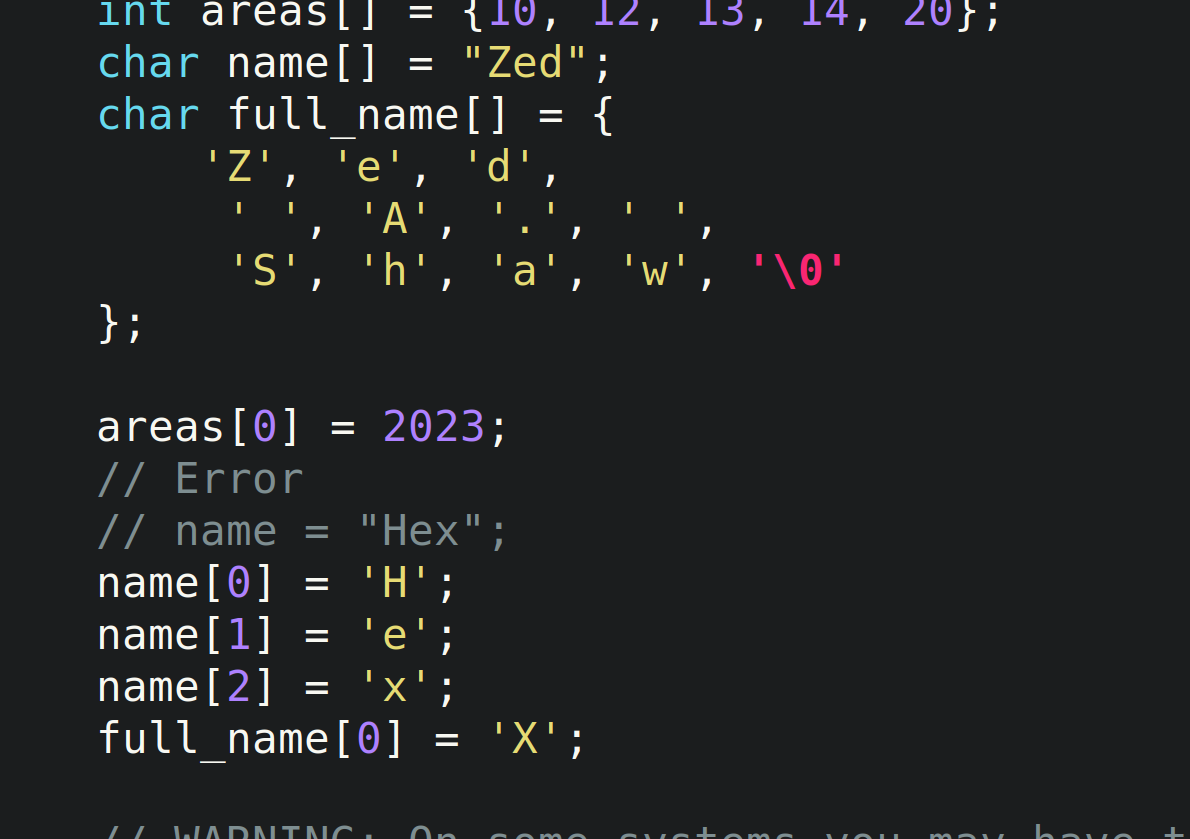 int areas[] = {10, 12, 13, 14, 20};
char name[] = "Zed";
char full_name[] = {
    'Z', 'e', 'd',
     ' ', 'A', '.', ' ',
     'S', 'h', 'a', 'w', '\0'
};
areas[0] = 2023;
// Error
// name = "Hex";
name[0] = 'H';
name[1] = 'e';
name[2] = 'x';
full_name[0] = 'X';
// WARNING: On some systems you may have t